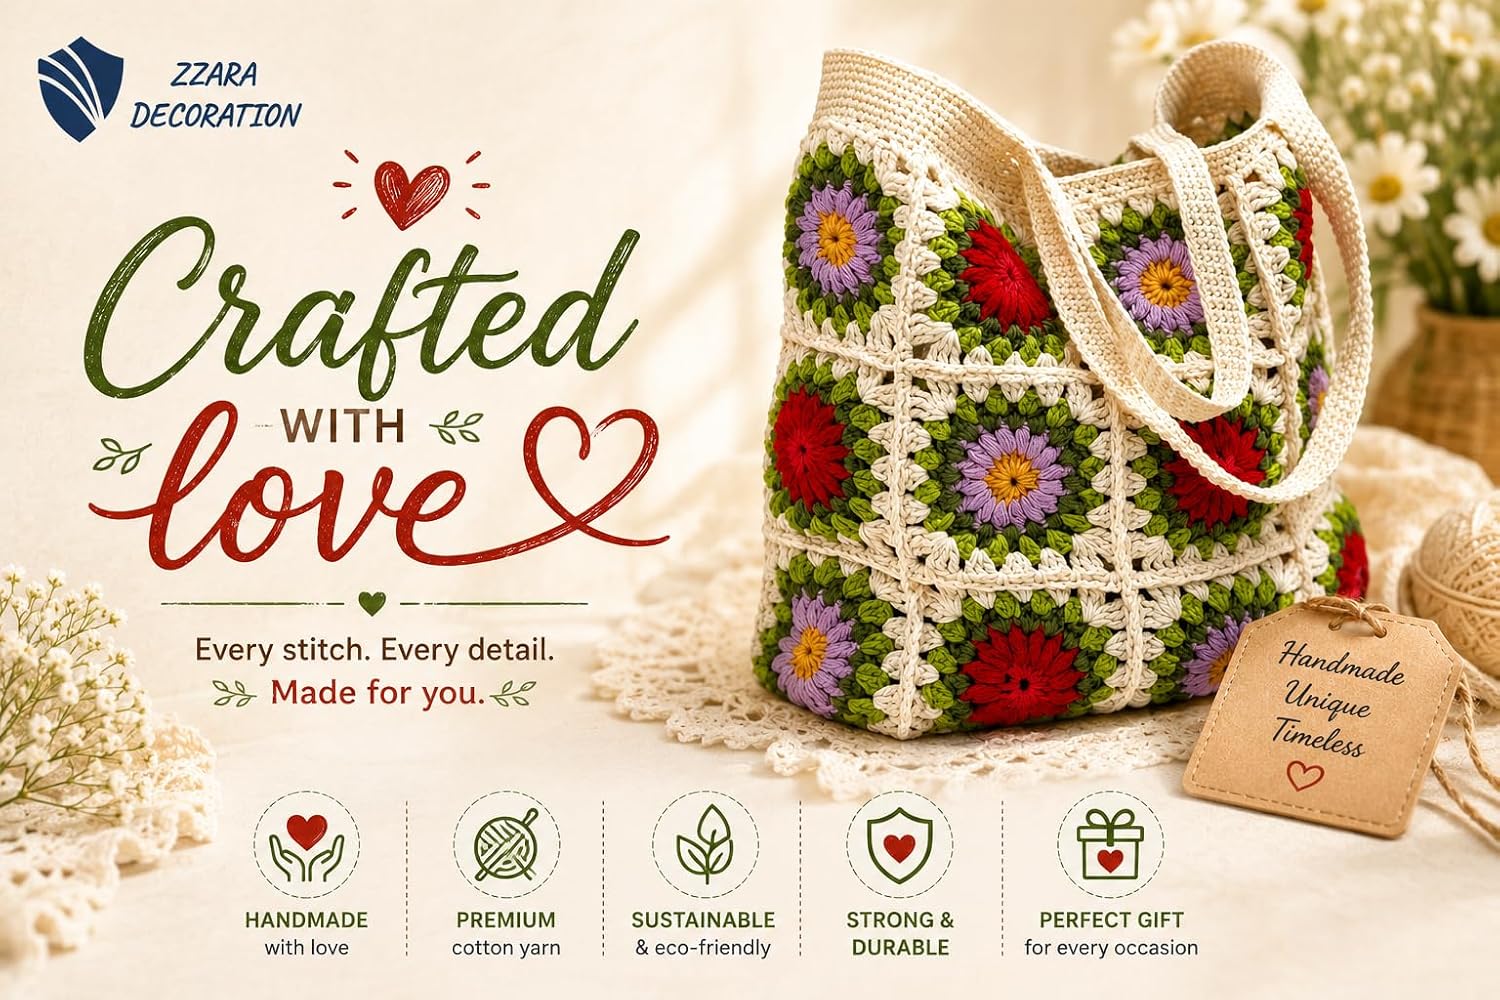 ZZARA
DECORATION
Crafted
WITH
love
Every stitch. Every detail.
Made for you.
Handmade
Unique
Timeless
HANDMADE
with love
PREMIUM
cotton yarn
SUSTAINABLE
& eco-friendly
STRONG &
DURABLE
PERFECT GIFT
for every occasion